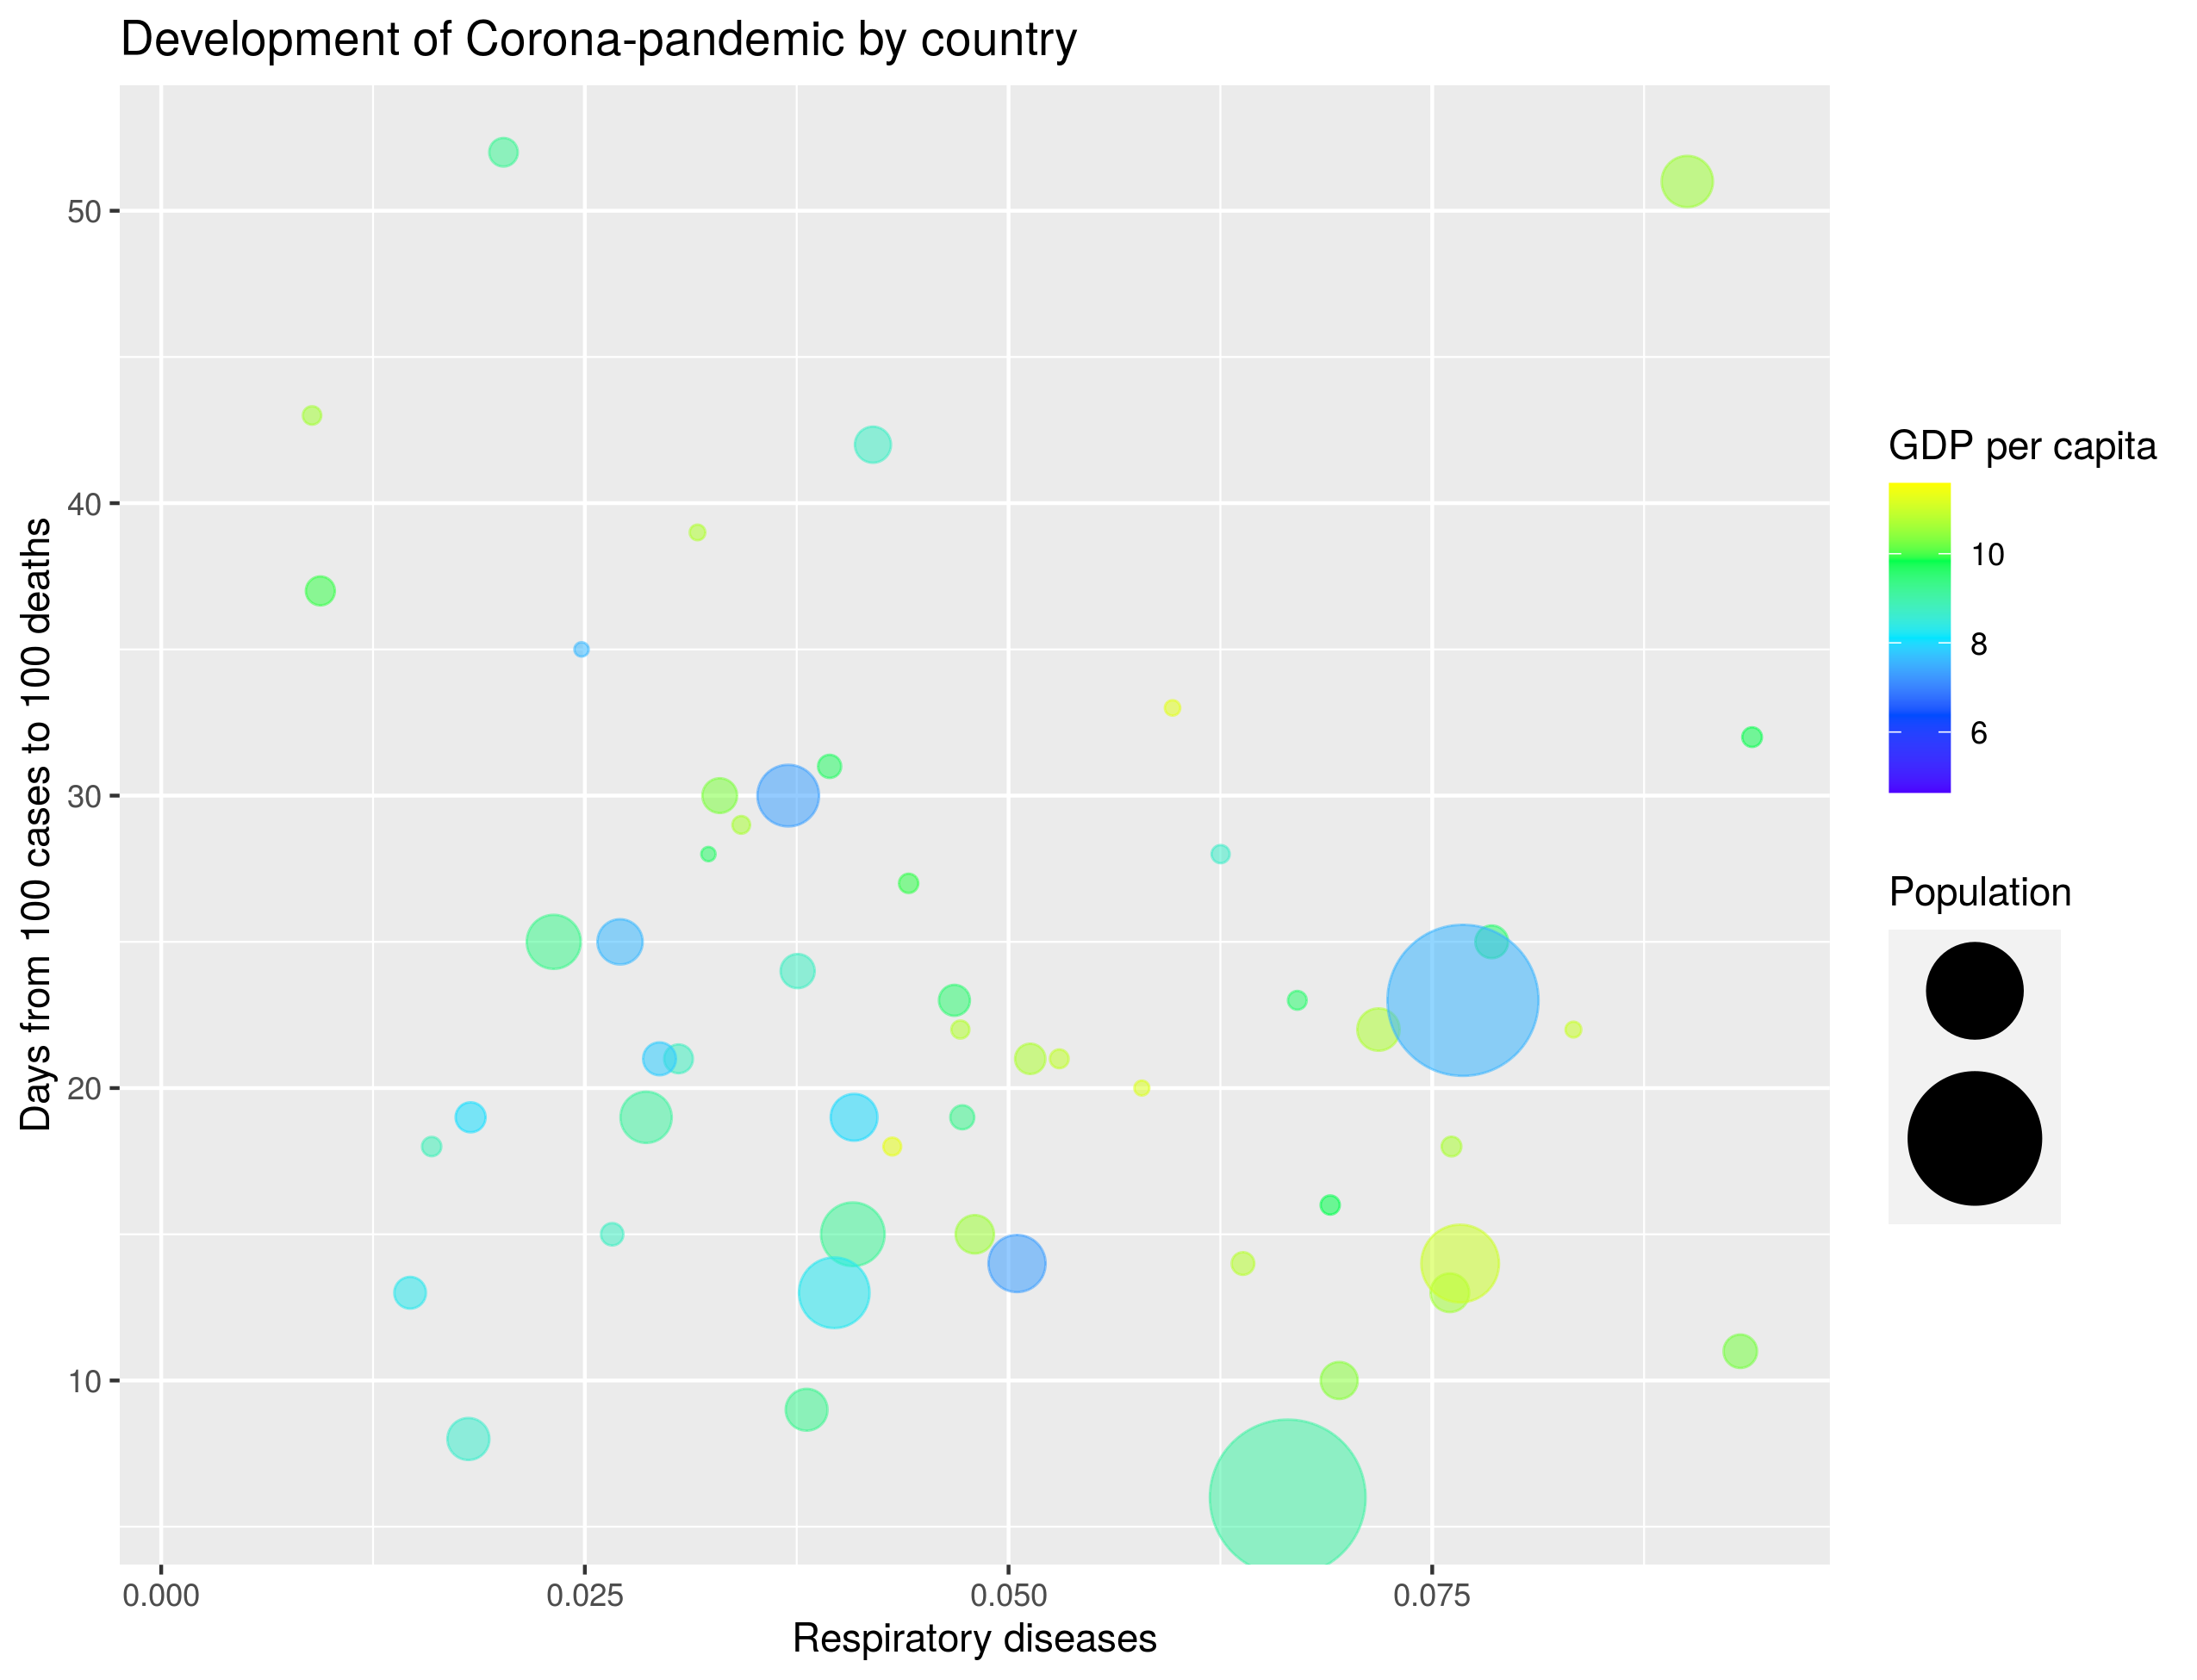 Development of Corona-pandemic by country
Days from 100 cases to 100 deaths
50
40
30
20
10
0.000
0.025
0.050
0.075
Respiratory diseases
GDP per capita
10
8
6
Population